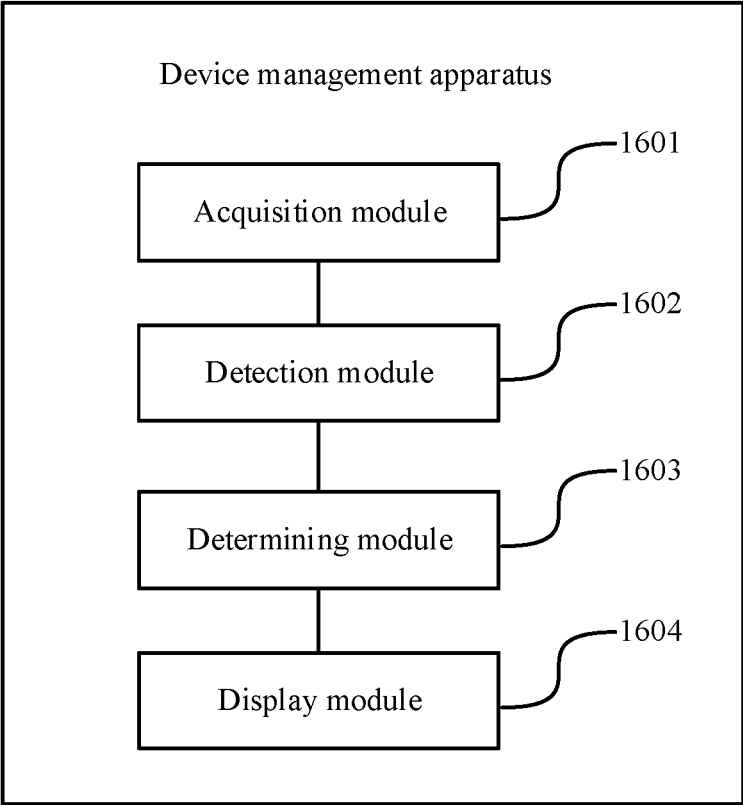 Device management apparatus
1601
Acquisition module
1602
Detection module
1603
Determining module
1604
Display module